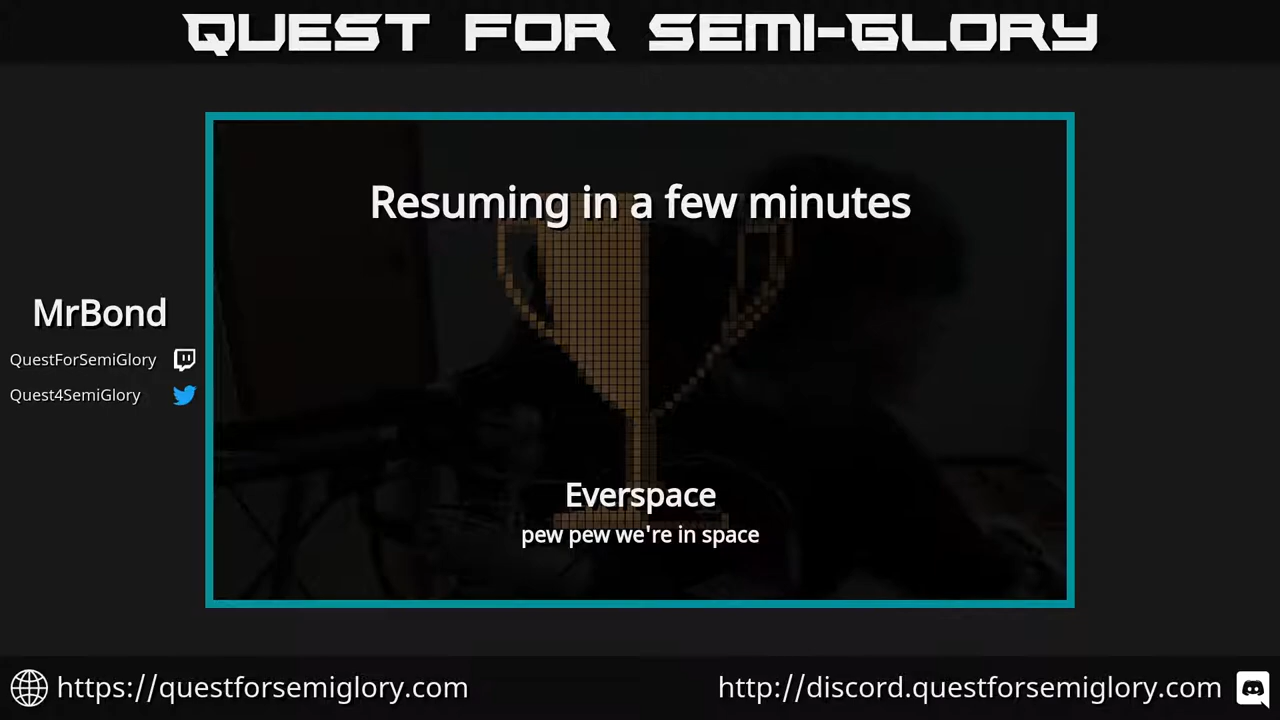 QUEST FOR SEMI-GLORY
Resuming in a few minutes
MrBond
QuestForSemiGlory
Quest4SemiGlory
Everspace
pew pew we're in space
https://questforsemiglory.com
http://discord.questforsemiglory.com